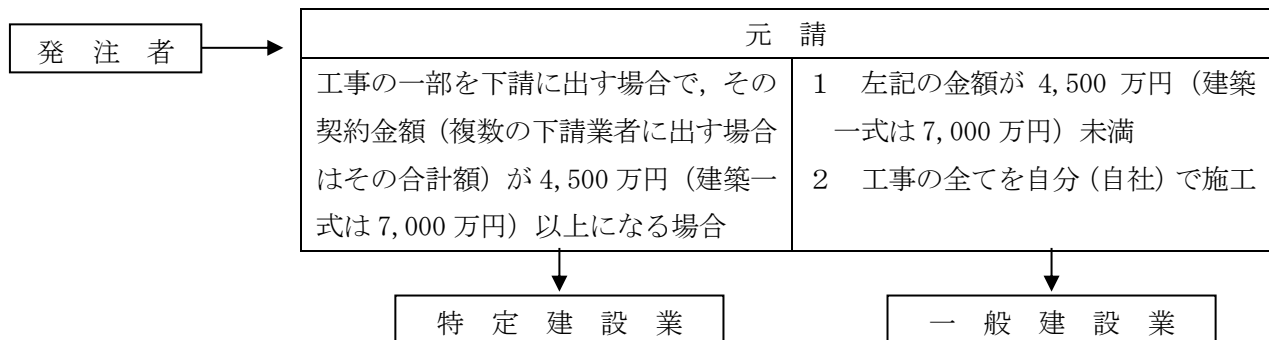 発 注 者
元 請
工事の一部を下請に出す場合で, その
契約金額（複数の下請業者に出す場合
はその合計額）が 4,500 万円（建築一
式は 7,000 万円）以上になる場合
1 左記の金額が 4,500 万円（建築
一式は 7,000 万円）未満
2 工事の全てを自分（自社）で施工
特 定 建 設 業
一 般 建 設 業